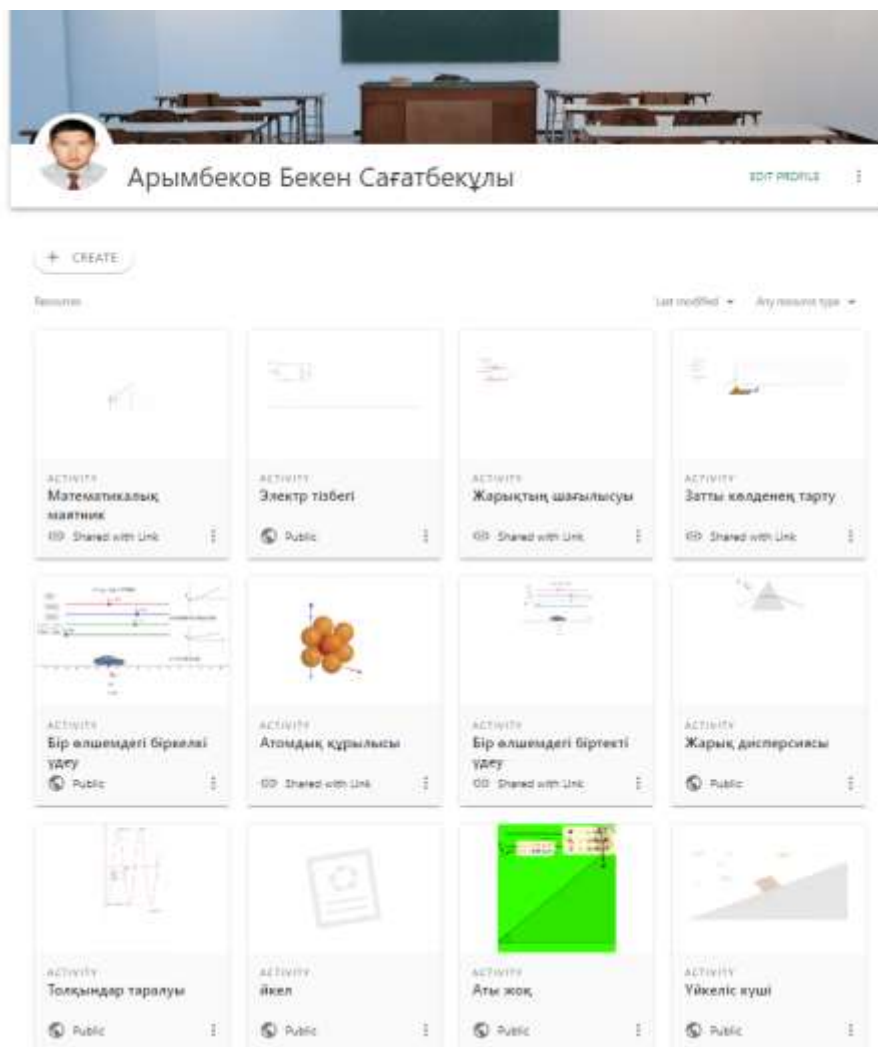 Арымбеков Бекен Сағатбекұлы
EDIT PROFILE
+ CREATE
Resources
Last modified
Any resource type
ACTIVITY
Математикалық
маятник
Shared with Link
ACTIVITY
Электр тізбегі
Public
ACTIVITY
Жарықтың шағылысуы
Shared with Link
ACTIVITY
Затты көлденең тарту
Shared with Link
ACTIVITY
Бір өлшемдегі біркелкі
үдеу
Public
ACTIVITY
Атомдық құрылысы
Shared with Link
ACTIVITY
Бір өлшемдегі біртекті
үдеу
Shared with Link
ACTIVITY
Жарық дисперсиясы
Public
ACTIVITY
Толқындар таралуы
Public
ACTIVITY
йкел
Public
ACTIVITY
Аты жоқ
Public
ACTIVITY
Үйкеліс күші
Public